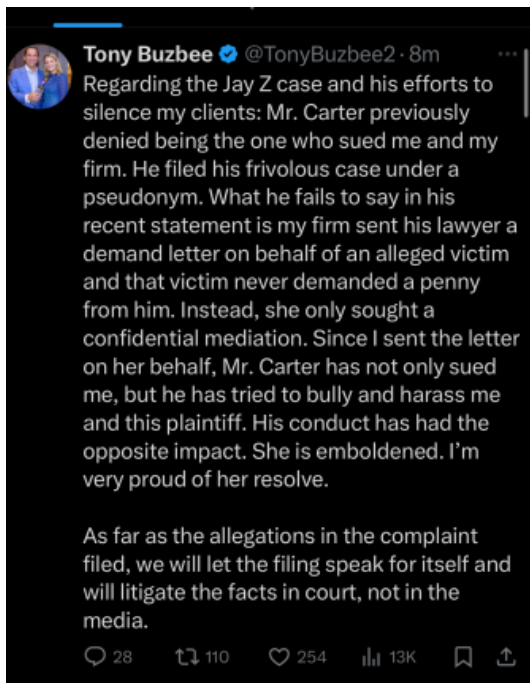 Tony Buzbee @TonyBuzbee2 · 8m
Regarding the Jay Z case and his efforts to
silence my clients: Mr. Carter previously
denied being the one who sued me and my
firm. He filed his frivolous case under a
pseudonym. What he fails to say in his
recent statement is my firm sent his lawyer a
demand letter on behalf of an alleged victim
and that victim never demanded a penny
from him. Instead, she only sought a
confidential mediation. Since I sent the letter
on her behalf, Mr. Carter has not only sued
me, but he has tried to bully and harass me
and this plaintiff. His conduct has had the
opposite impact. She is emboldened. I’m
very proud of her resolve.
As far as the allegations in the complaint
filed, we will let the filing speak for itself and
will litigate the facts in court, not in the
media.
28 110 254 13K